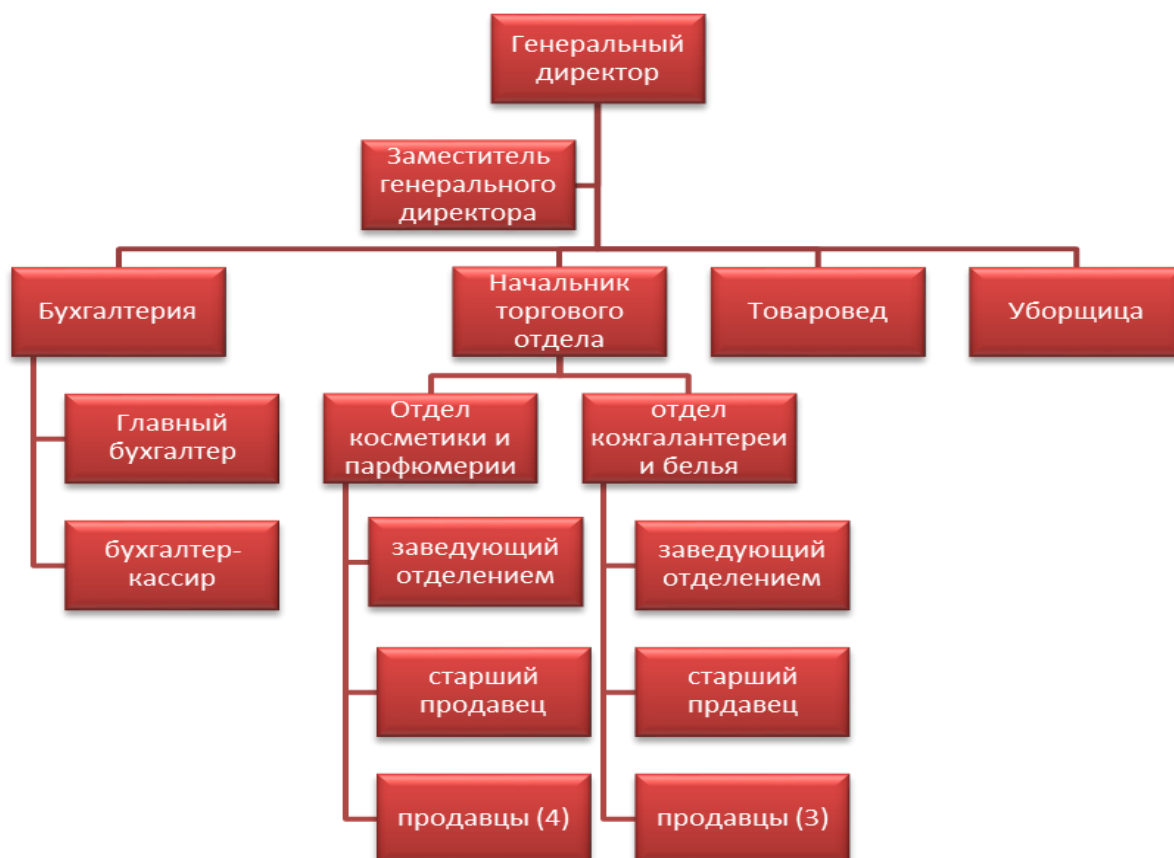 Генеральный
директор
Заместитель
генерального
директора
Бухгалтерия
Начальник
торгового
отдела
Товаровед
Уборщица
Главный
бухгалтер
бухгалтер-
кассир
Отдел
косметики и
парфюмерии
заведующий
отделением
старший
продавец
продавцы (4)
отдел
кожгалантереи
и белья
заведующий
отделением
старший
прдавец
продавцы (3)